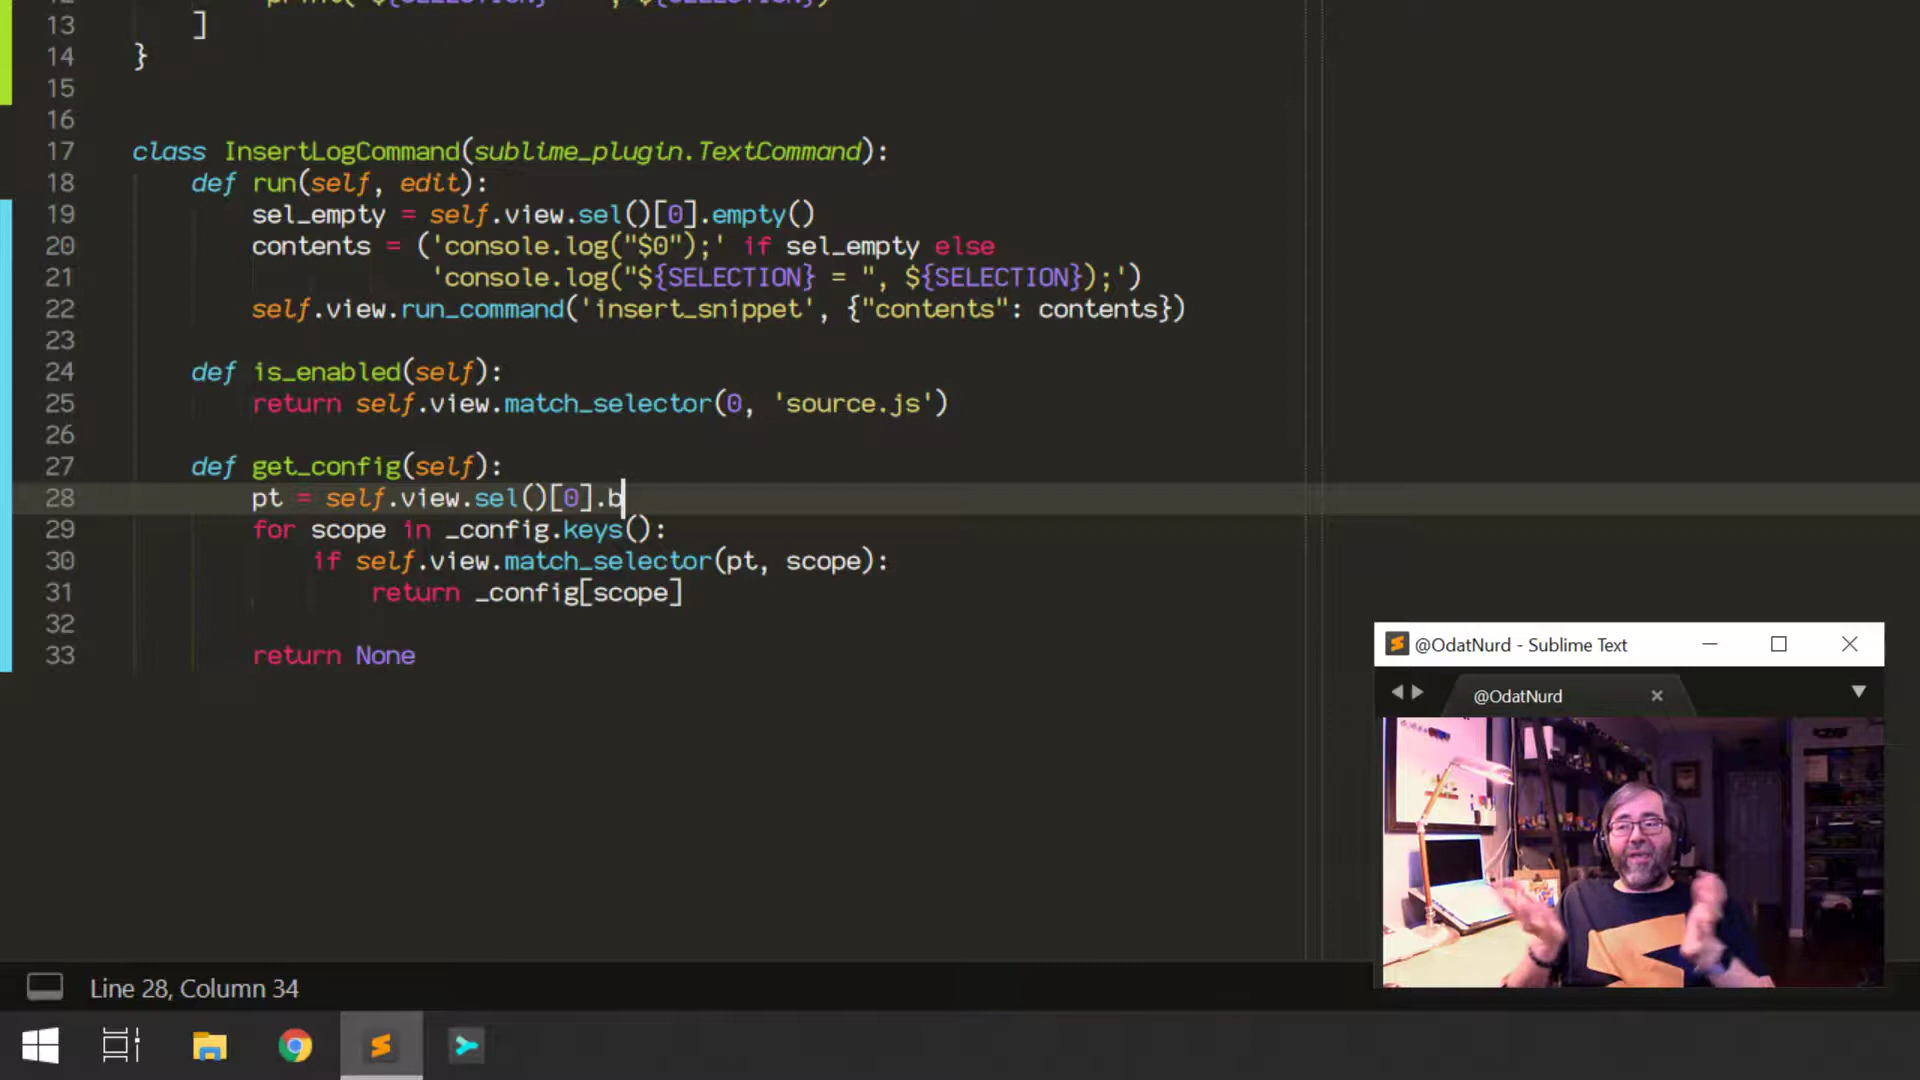 13 ]
14 }
15
16
17 class InsertLogCommand(sublime_plugin.TextCommand):
18 def run(self, edit):
19 sel_empty = self.view.sel()[0].empty()
20 contents = ('console.log("$0");' if sel_empty else
21 'console.log("${SELECTION} = ", ${SELECTION});')
22 self.view.run_command('insert_snippet', {"contents": contents})
23
24 def is_enabled(self):
25 return self.view.match_selector(0, 'source.js')
26
27 def get_config(self):
28 pt = self.view.sel()[0].b
29 for scope in _config.keys():
30 if self.view.match_selector(pt, scope):
31 return _config[scope]
32
33 return None
@OdatNurd - Sublime Text
@OdatNurd
Line 28, Column 34